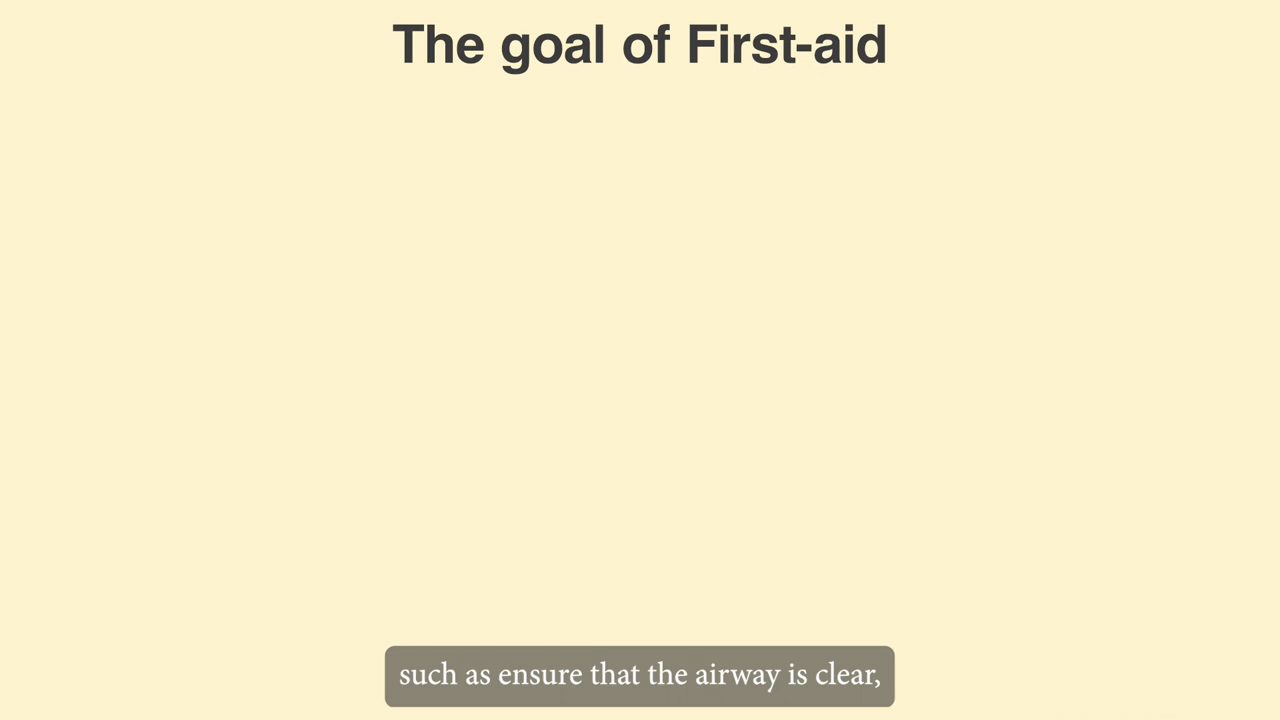 The goal of First-aid
such as ensure that the airway is clear,